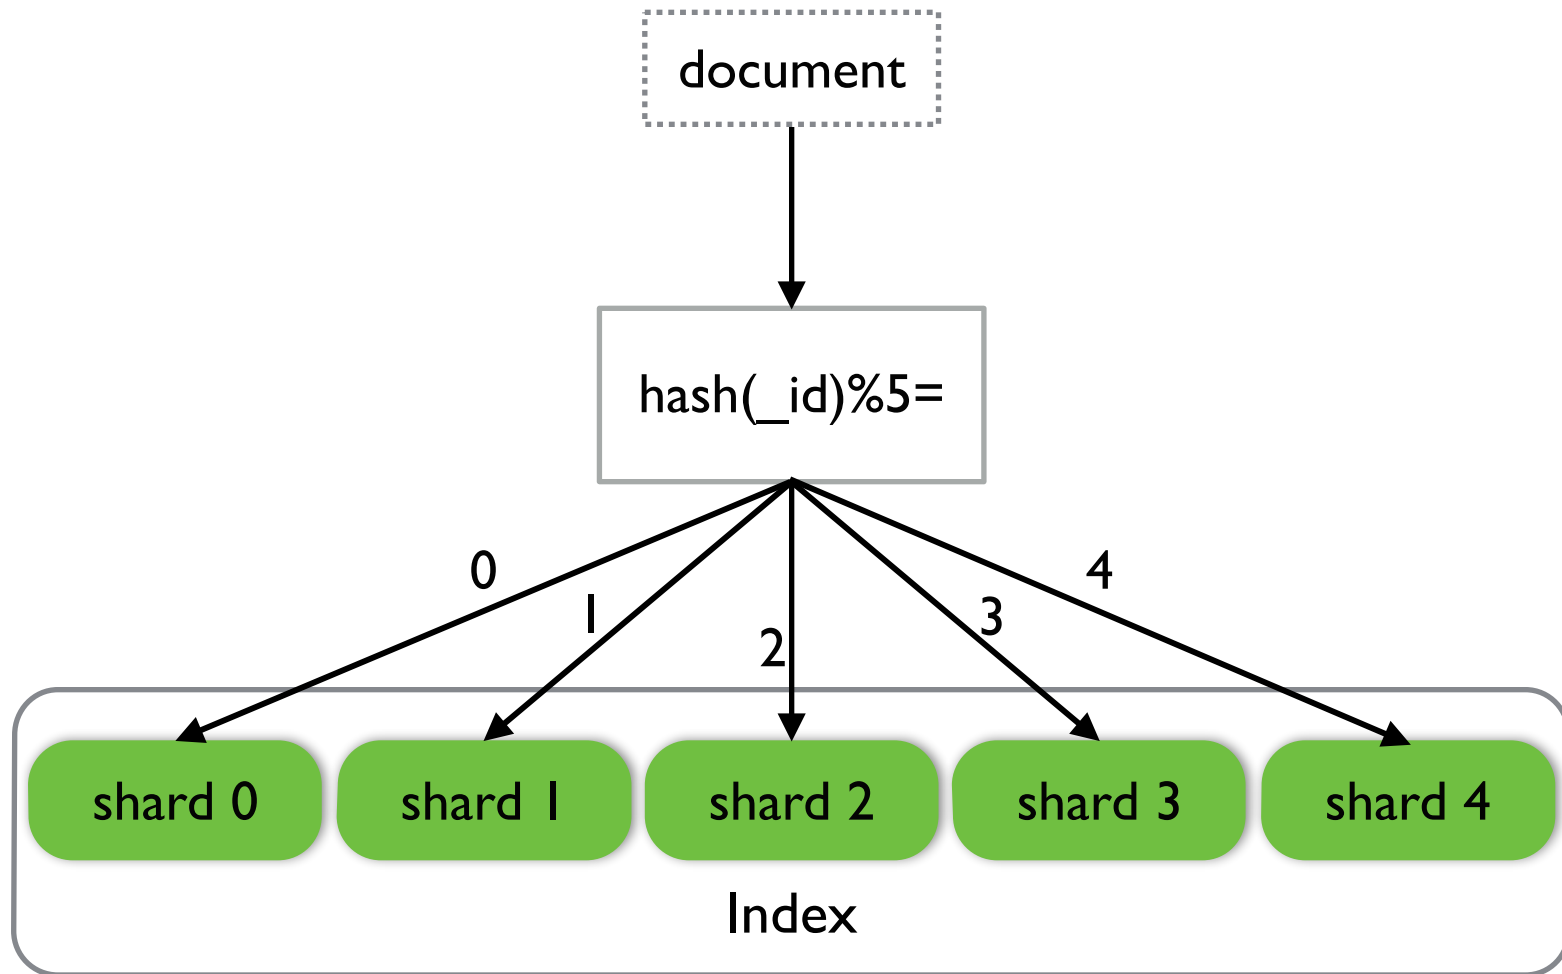 document
hash(_id)%5=
0
1
2
3
4
shard 0
shard 1
shard 2
shard 3
shard 4
Index